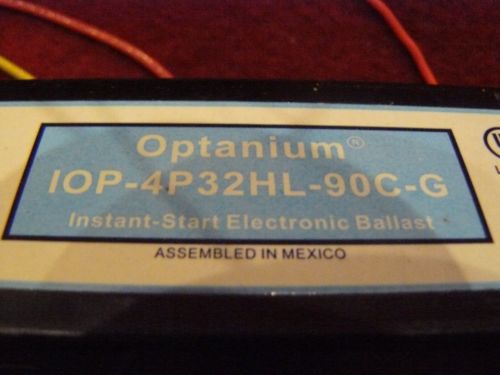 Optanium®
IOP-4P32HL-90C-G
Instant-Start Electronic Ballast
ASSEMBLED IN MEXICO